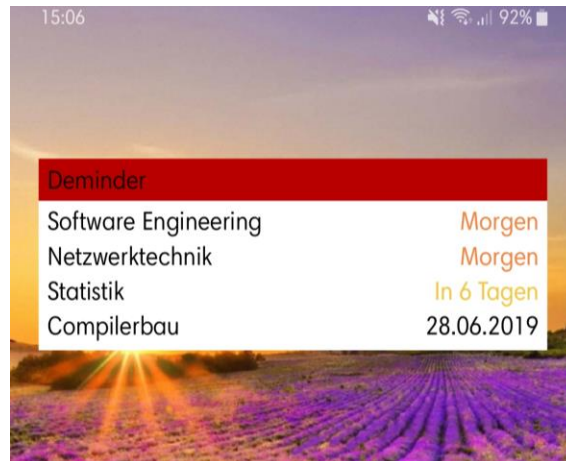 15:06 92%
Deminder
Software Engineering Morgen
Netzwerktechnik Morgen
Statistik In 6 Tagen
Compilerbau 28.06.2019